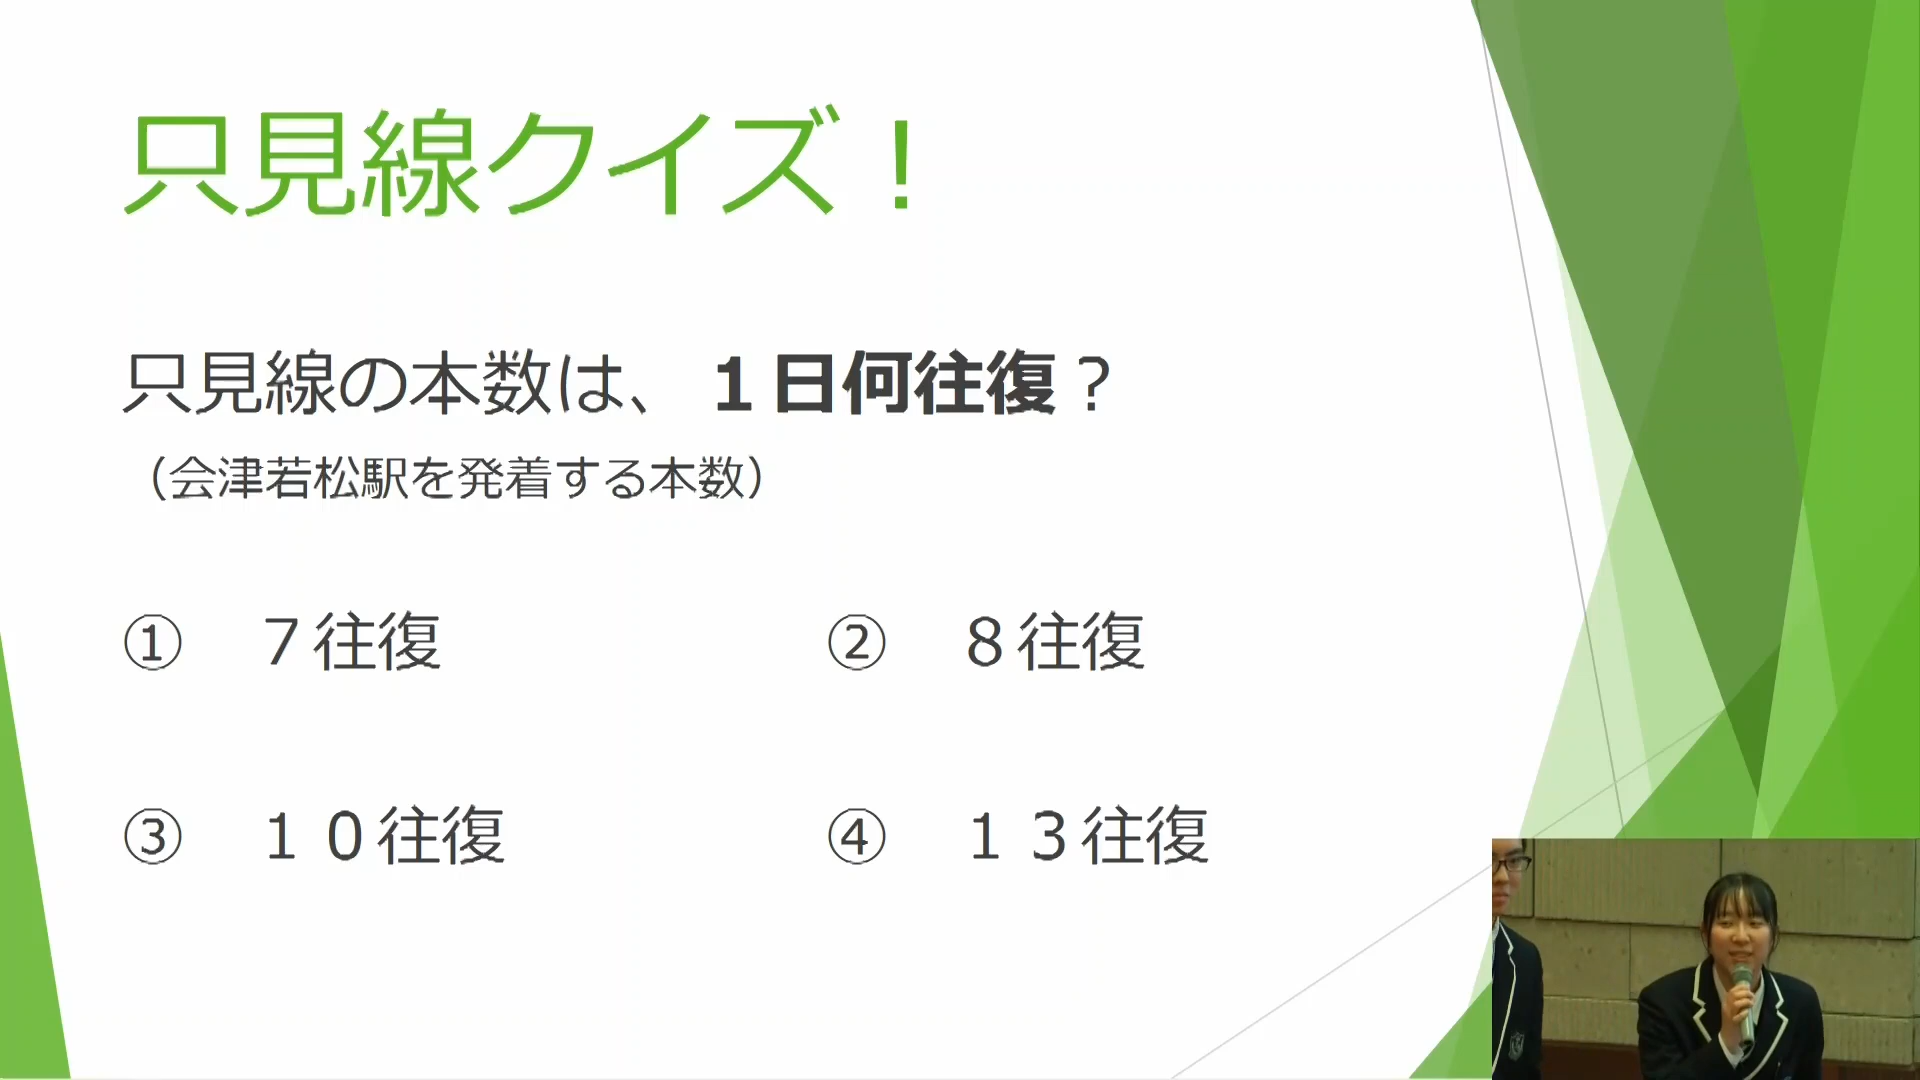 只見線クイズ！
只見線の本数は、１日何往復？
（会津若松駅を発着する本数）
①　７往復
②　８往復
③　１０往復
④　１３往復